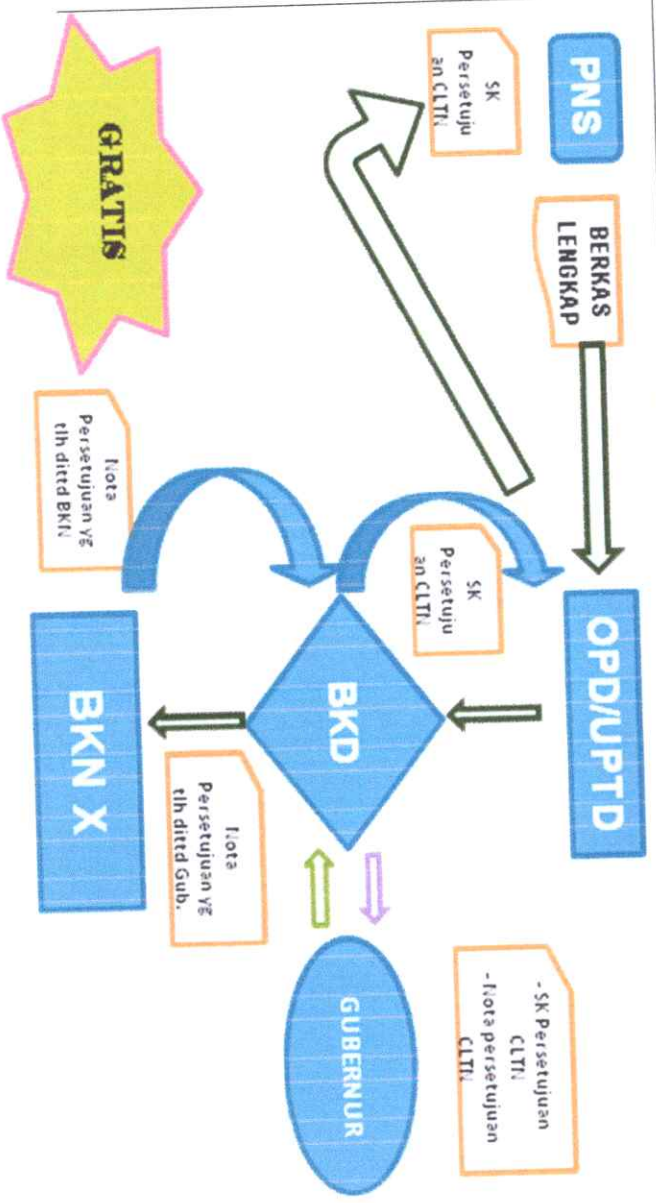 PNS
BERKAS
LENGKAP
OPD/UPTD
SK
Persetuju
an CLTN
SK
Persetuju
an CLTN
- SK Persetujuan
CLTN
- Nota persetujuan
CLTN
BKD
GUBERNUR
GRATIS
Nota
Persetujuan yg
tlh dittd BKN
Nota
Persetujuan yg
tlh dittd Gub.
BKN X